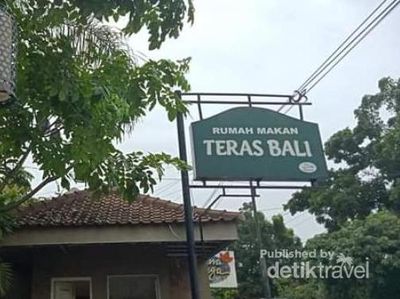 RUMAH MAKAN
TERAS BALI
Published by
detiktravel